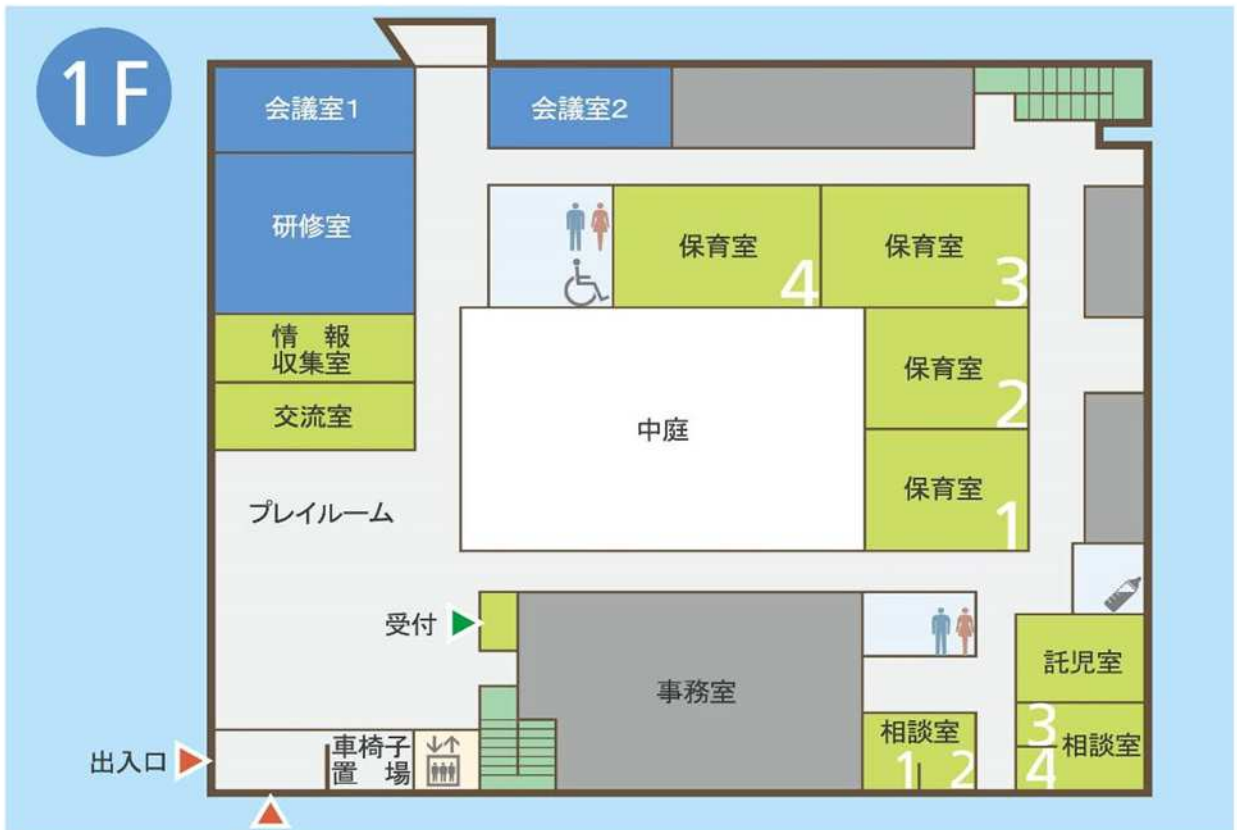 1F
会議室1
会議室2
研修室
保育室
4
保育室
3
情 報
収集室
保育室
2
交流室
中庭
保育室
1
プレイルーム
受付
事務室
託児室
相談室
1 2
3
4
相談室
車椅子
置 場
出入口